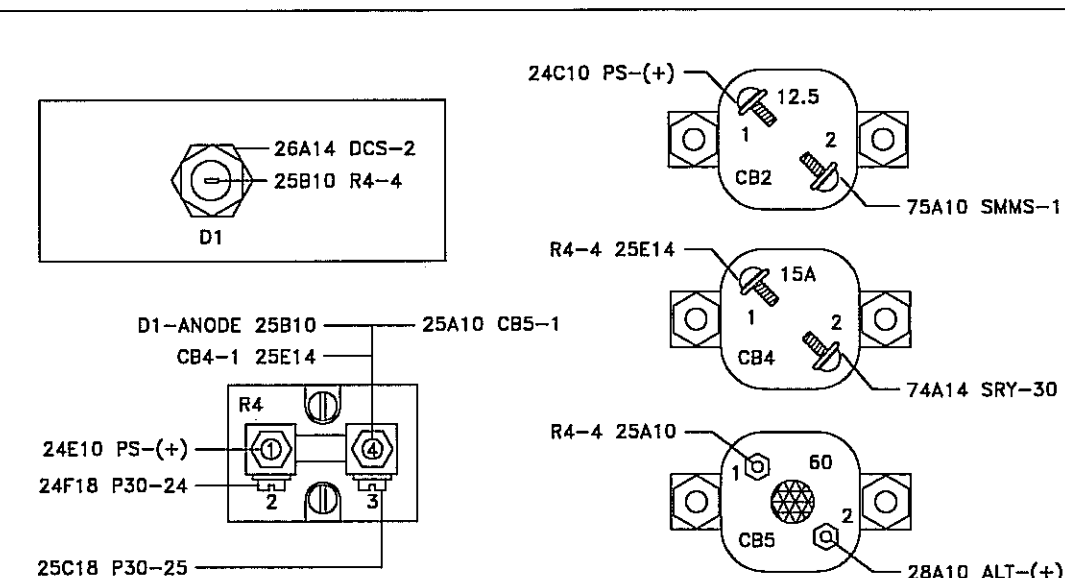 24C10 PS-(+)
12.5
1
2
CB2
75A10 SMMS-1
26A14 DCS-2
25B10 R4-4
D1
R4-4 25E14
15A
1
2
CB4
74A14 SRY-30
D1-ANODE 25B10
25A10 CB5-1
CB4-1 25E14
R4
1
4
24E10 PS-(+)
24F18 P30-24
2
3
25C18 P30-25
R4-4 25A10
1
60
2
CB5
28A10 ALT-(+)